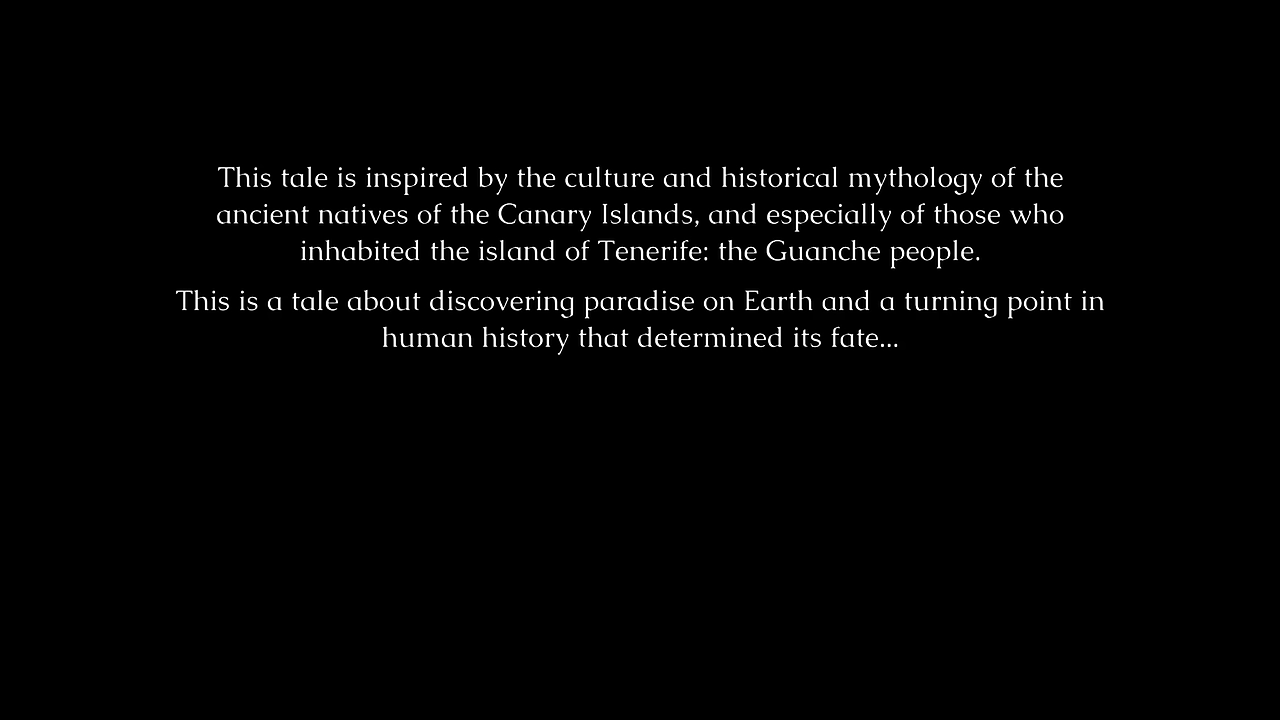 This tale is inspired by the culture and historical mythology of the
ancient natives of the Canary Islands, and especially of those who
inhabited the island of Tenerife: the Guanche people.
This is a tale about discovering paradise on Earth and a turning point in
human history that determined its fate...